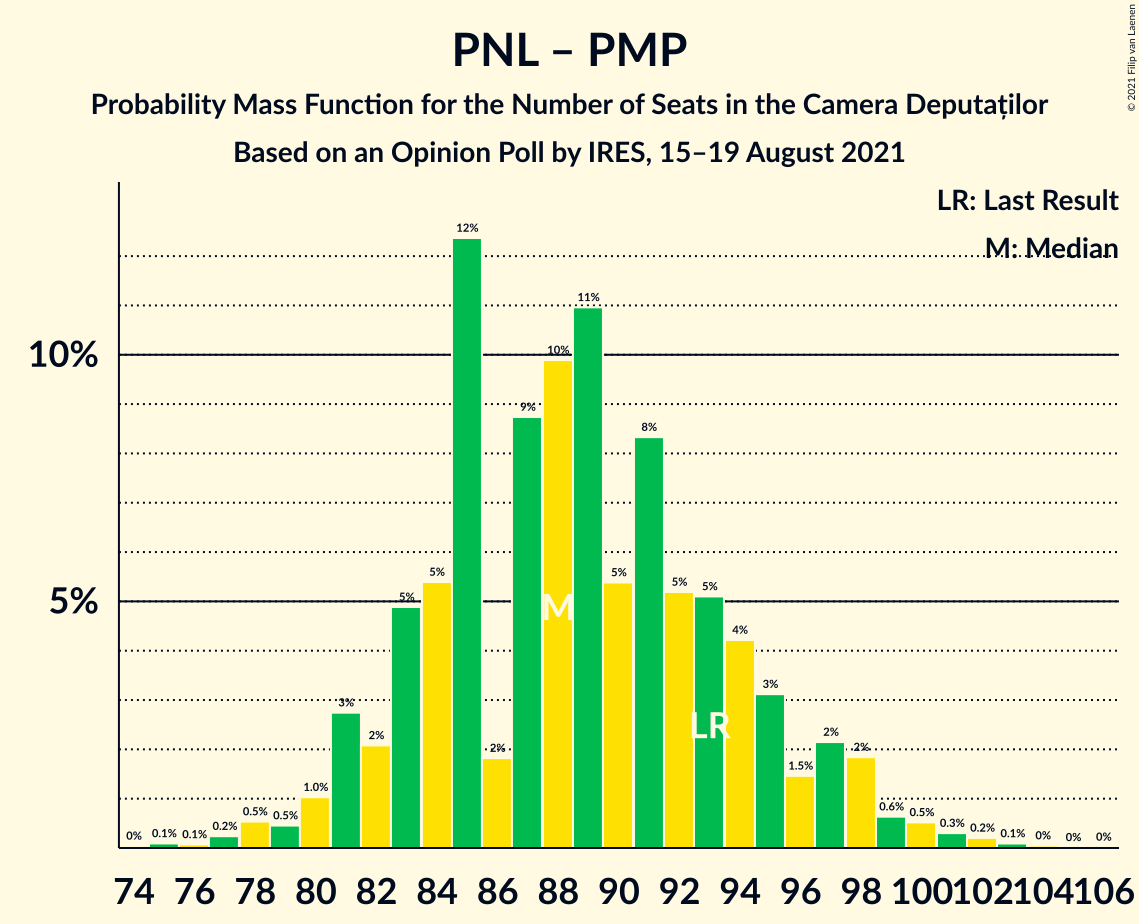 PNL – PMP
Probability Mass Function for the Number of Seats in the Camera Deputaților
Based on an Opinion Poll by IRES, 15–19 August 2021
© 2021 Filip van Laenen
LR: Last Result
M: Median
10%
5%
0% 0.1% 0.1% 0.2% 0.5% 0.5% 1.0% 3% 2% 5% 5% 12% 2% 9% 10% 11% 5% 8% 5% 5% 4% 3% 1.5% 2% 2% 0.6% 0.5% 0.3% 0.2% 0.1% 0% 0% 0%
M
LR
74 76 78 80 82 84 86 88 90 92 94 96 98 100 102 104 106